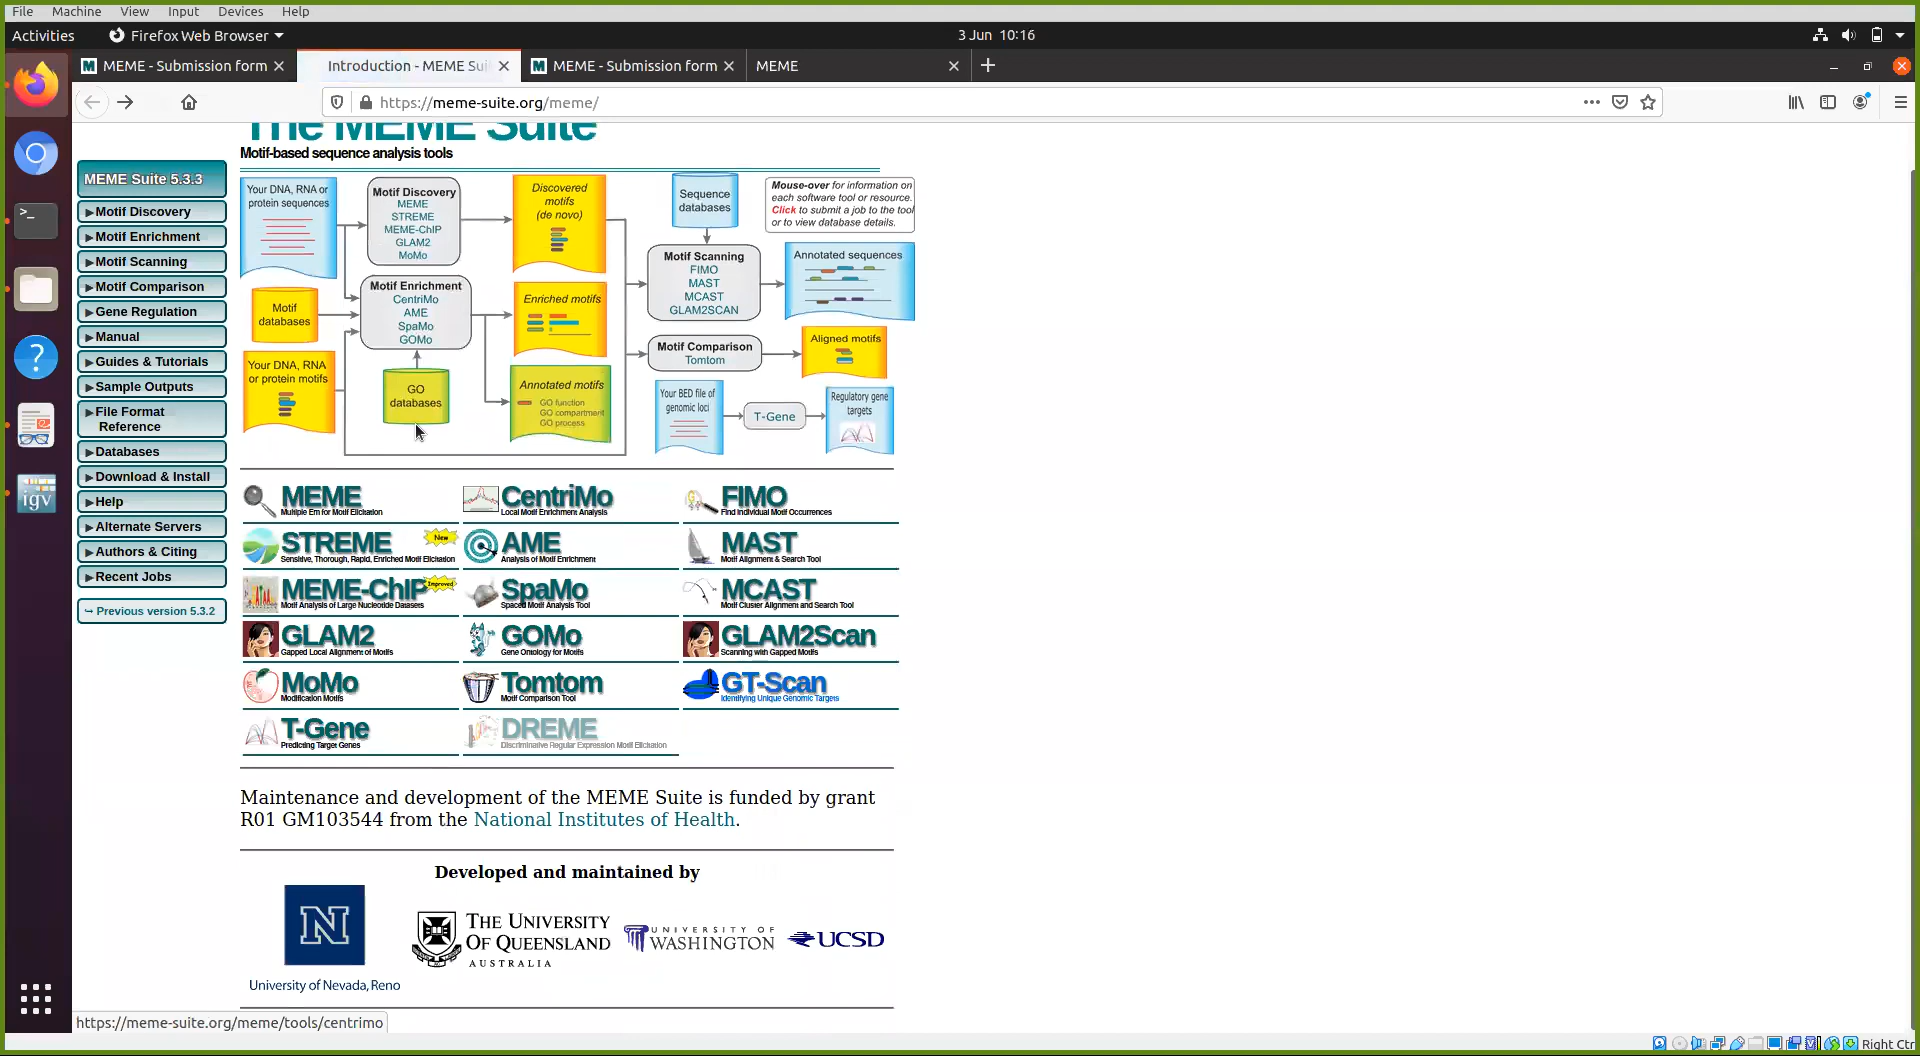 File Machine View Input Devices Help
Activities Firefox Web Browser 3 Jun 10:16
MEME - Submission form Introduction - MEME Sui MEME - Submission form MEME
https://meme-suite.org/meme/
The MEME Suite
Motif-based sequence analysis tools
MEME Suite 5.3.3
Motif Discovery
Motif Enrichment
Motif Scanning
Motif Comparison
Gene Regulation
Manual
Guides & Tutorials
Sample Outputs
File Format
Reference
Databases
Download & Install
Help
Alternate Servers
Authors & Citing
Recent Jobs
Previous version 5.3.2
Your DNA, RNA or
protein sequences
Motif
databases
Your DNA, RNA
or protein motifs
Motif Discovery
MEME
STREME
MEME-ChIP
GLAM2
MoMo
Motif Enrichment
CentriMo
AME
SpaMo
GOMo
GO
databases
Discovered
motifs
(de novo)
Enriched motifs
Annotated motifs
GO function
GO compartment
GO process
Sequence
databases
Motif Scanning
FIMO
MAST
MCAST
GLAM2SCAN
Motif Comparison
Tomtom
Your BED file of
genomic loci
T-Gene
Mouse-over for information on
each software tool or resource.
Click to submit a job to the tool
or to view database details.
Annotated sequences
Aligned motifs
Regulatory gene
targets
MEME
Multiple Em for Motif Elicitation
CentriMo
Local Motif Enrichment Analysis
FIMO
Find Individual Motif Occurrences
STREME
New
Sensitive, Thorough, Rapid, Enriched Motif Elicitation
AME
Analysis of Motif Enrichment
MAST
Motif Alignment & Search Tool
MEME-ChIP
Improved
Motif Analysis of Large Nucleotide Datasets
SpaMo
Spaced Motif Analysis Tool
MCAST
Motif Cluster Alignment and Search Tool
GLAM2
Gapped Local Alignment of Motifs
GOMo
Gene Ontology for Motifs
GLAM2Scan
Scanning with Gapped Motifs
MoMo
Modification Motifs
Tomtom
Motif Comparison Tool
GT-Scan
Identifying Unique Genomic Targets
T-Gene
Predicting Target Genes
DREME
Discriminative Regular Expression Motif Elicitation
Maintenance and development of the MEME Suite is funded by grant
R01 GM103544 from the National Institutes of Health.
Developed and maintained by
N
University of Nevada, Reno
THE UNIVERSITY
OF QUEENSLAND
AUSTRALIA
UNIVERSITY OF
WASHINGTON
UCSD
igv
https://meme-suite.org/meme/tools/centrimo
Right Ctrl